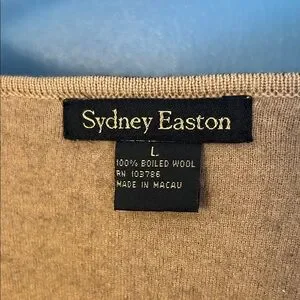 Sydney Easton
L
100% BOILED WOOL
RN 103786
MADE IN MACAU